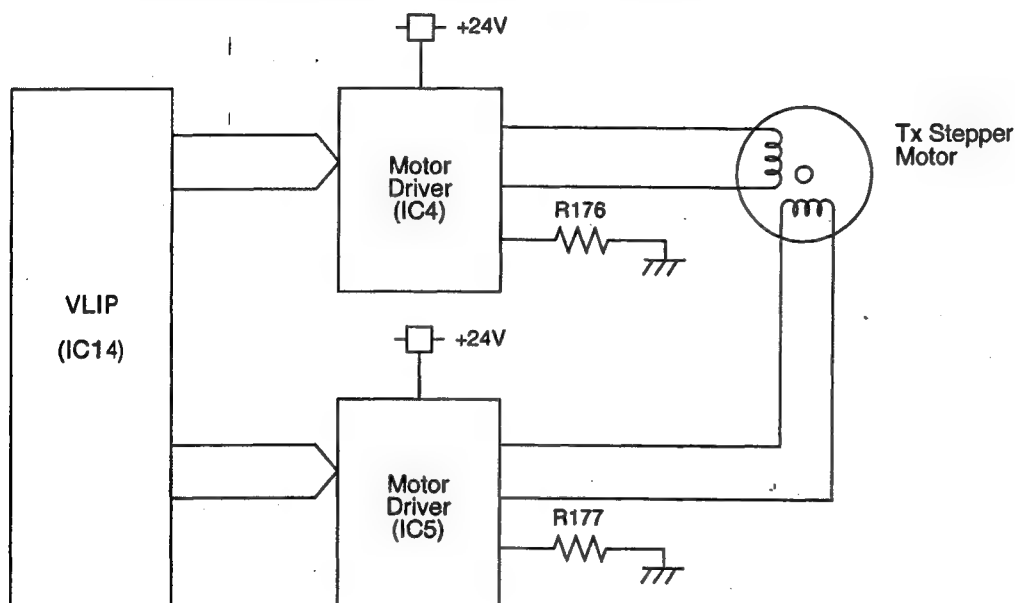 +24V
Motor
Driver
(IC4)
Tx Stepper
Motor
R176
VLIP
(IC14)
+24V
Motor
Driver
(IC5)
R177